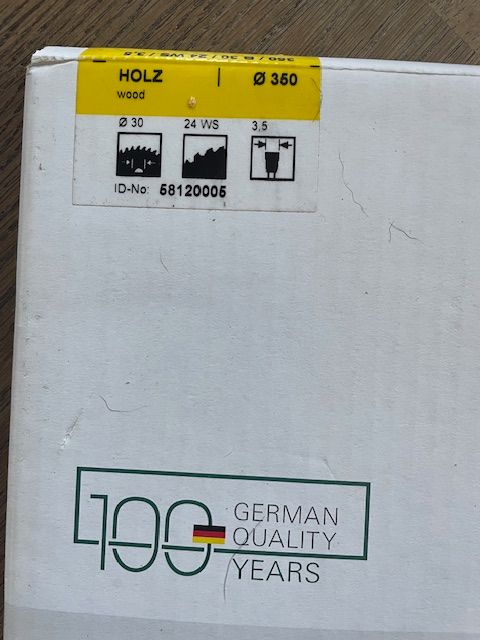 350 / B 30 / 24 WS / 3,5
HOLZ | Ø 350
wood
Ø 30 24 WS 3,5
ID-No: 58120005
100 GERMAN
QUALITY
YEARS